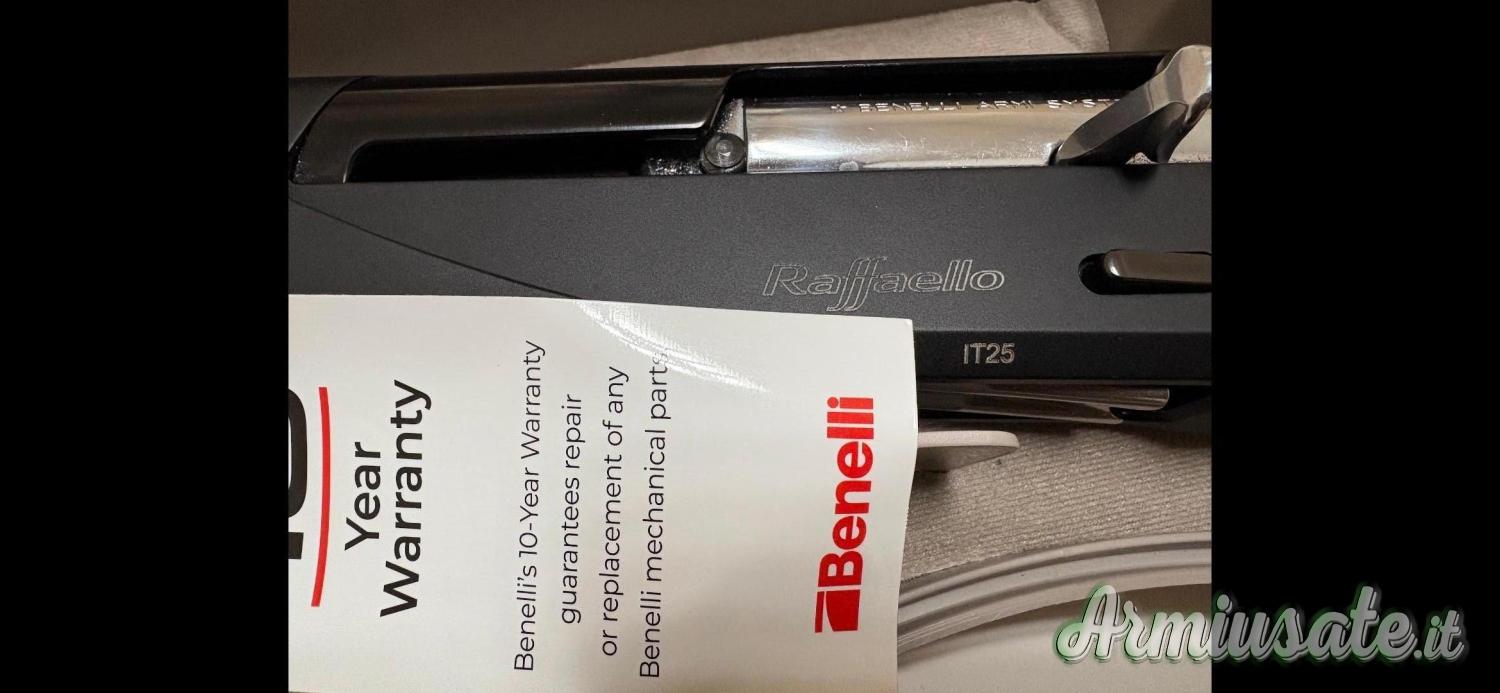 BENELLI ARMI SYST
Raffaello
IT25
10
Year
Warranty
Benelli's 10-Year Warranty
guarantees repair
or replacement of any
Benelli mechanical parts.
Benelli
Armiusate.it